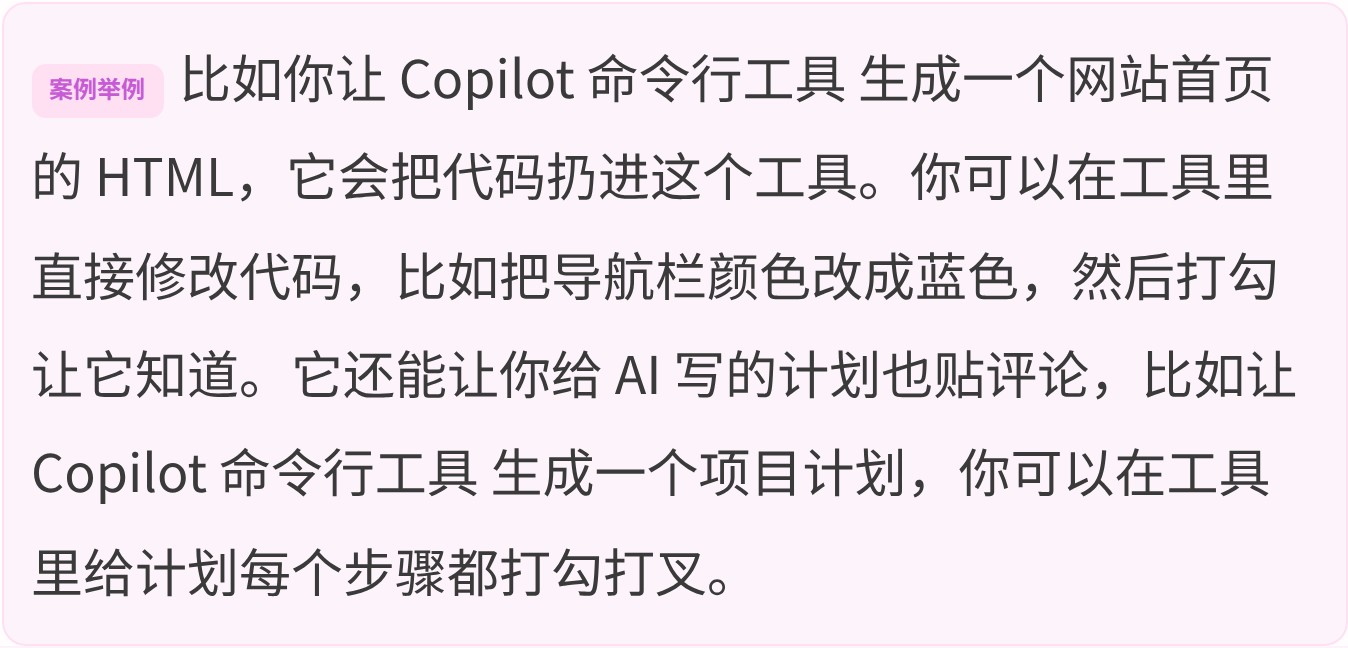 案例举例 比如你让 Copilot 命令行工具 生成一个网站首页
的 HTML，它会把代码扔进这个工具。你可以在工具里
直接修改代码，比如把导航栏颜色改成蓝色，然后打勾
让它知道。它还能让你给 AI 写的计划也贴评论，比如让
Copilot 命令行工具 生成一个项目计划，你可以在工具
里给计划每个步骤都打勾打叉。